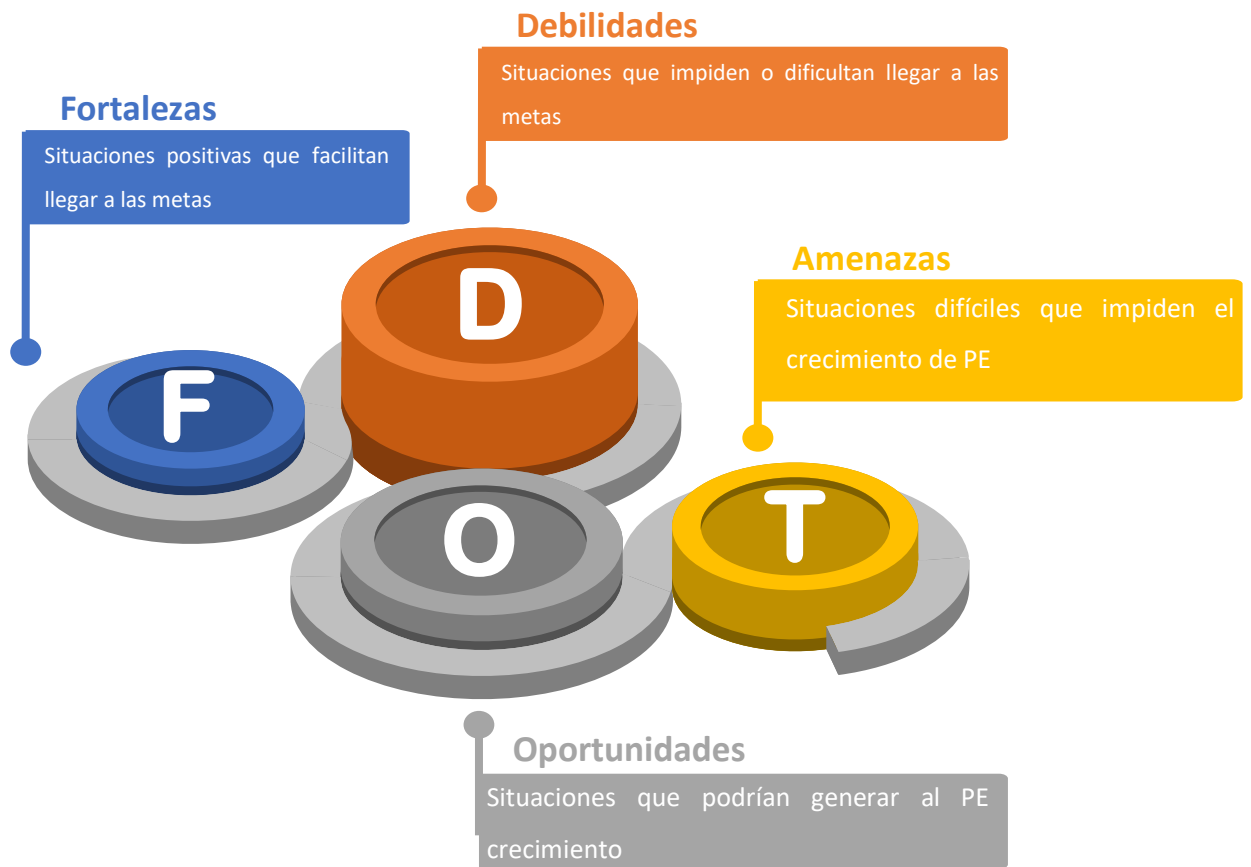 Debilidades
Situaciones que impiden o dificultan llegar a las
metas
Fortalezas
Situaciones positivas que facilitan
llegar a las metas
D
Amenazas
Situaciones difíciles que impiden el
crecimiento de PE
F
O
T
Oportunidades
Situaciones que podrían generar al PE
crecimiento